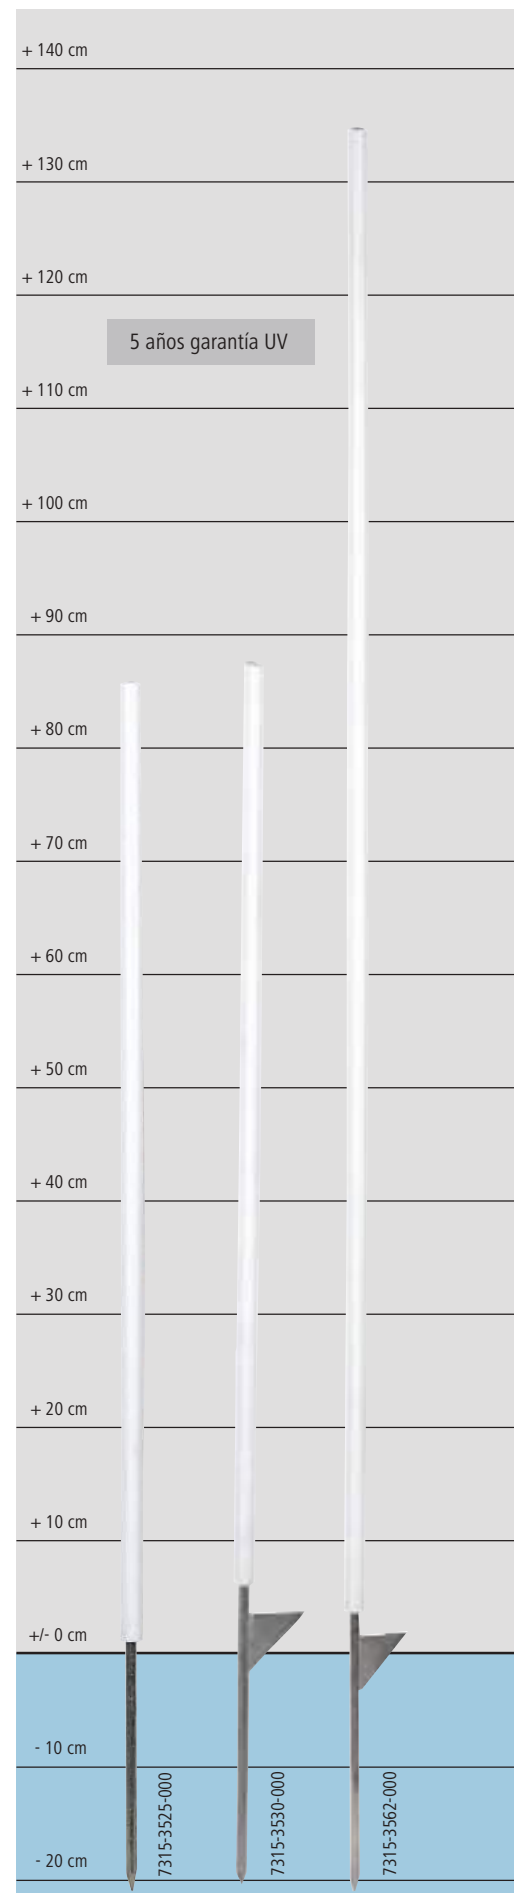 + 140 cm
+ 130 cm
+ 120 cm
5 años garantía UV
+ 110 cm
+ 100 cm
+ 90 cm
+ 80 cm
+ 70 cm
+ 60 cm
+ 50 cm
+ 40 cm
+ 30 cm
+ 20 cm
+ 10 cm
+/- 0 cm
- 10 cm
- 20 cm
7315-3525-000
7315-3530-000
7315-3562-000